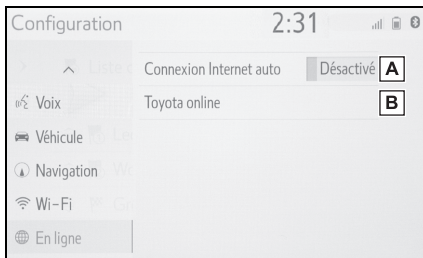 Configuration 2:31
Connexion Internet auto Désactivé A
Voix
Toyota online B
Véhicule
Navigation
Wi-Fi
En ligne